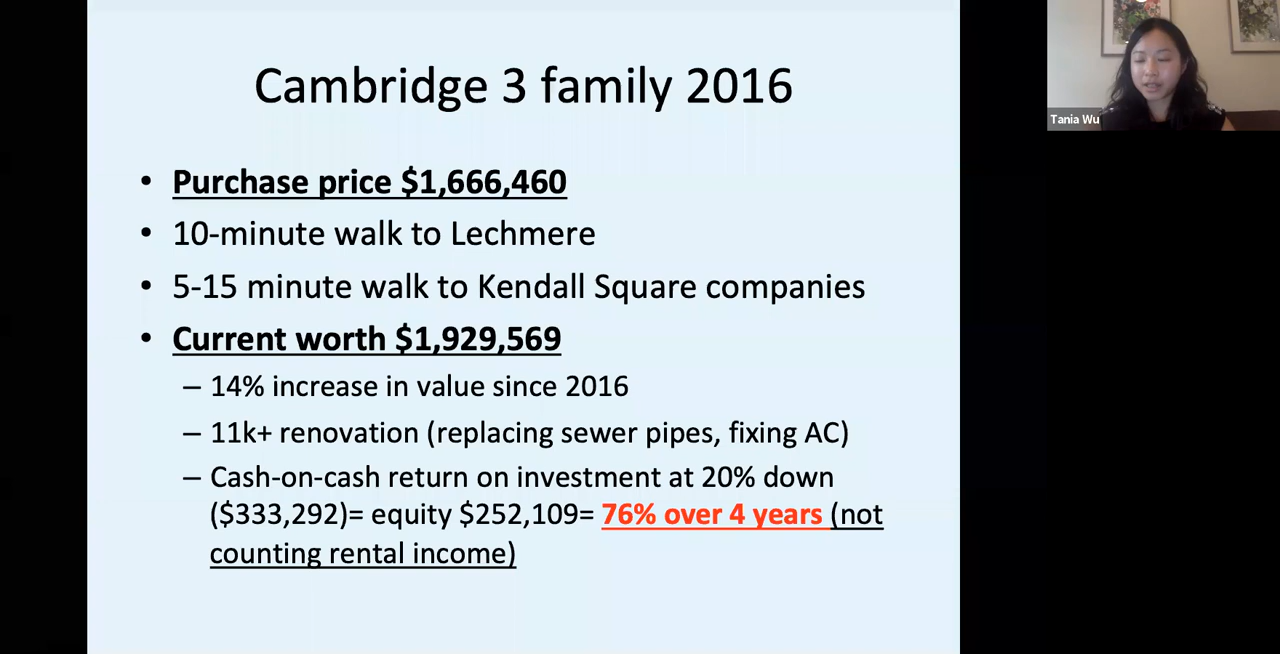 Cambridge 3 family 2016
• Purchase price $1,666,460
• 10-minute walk to Lechmere
• 5-15 minute walk to Kendall Square companies
• Current worth $1,929,569
– 14% increase in value since 2016
– 11k+ renovation (replacing sewer pipes, fixing AC)
– Cash-on-cash return on investment at 20% down
($333,292)= equity $252,109= 76% over 4 years (not
counting rental income)
Tania Wu